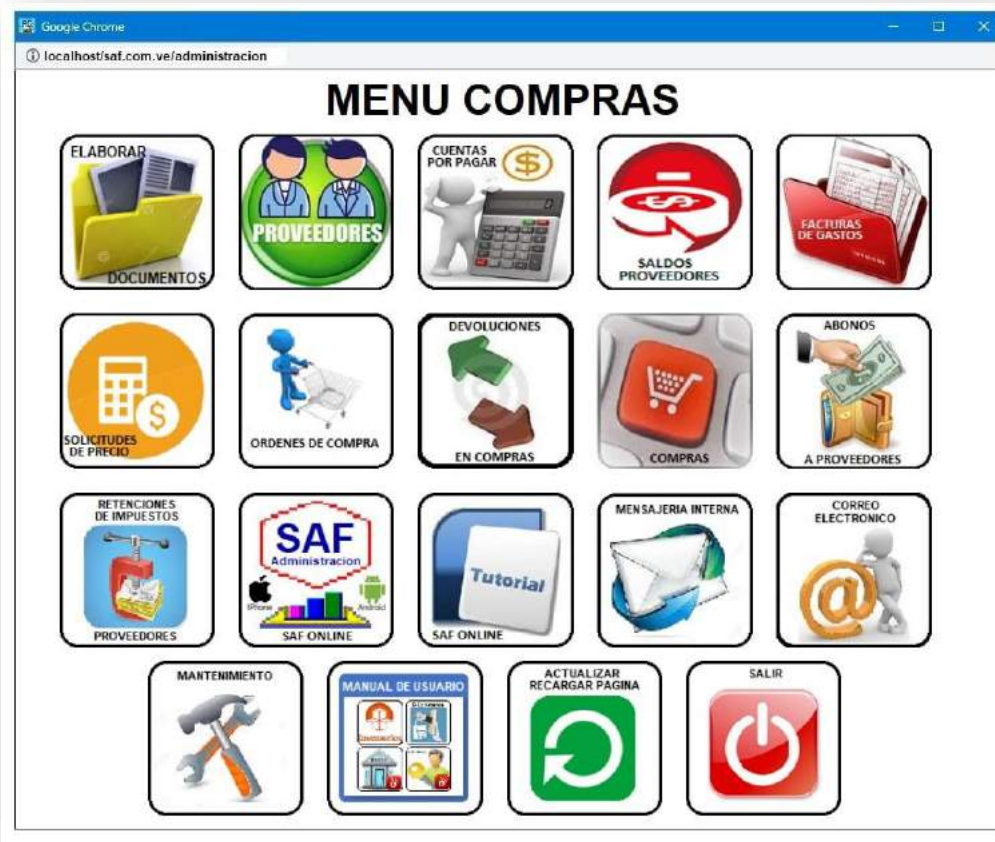 Google Chrome
localhost/saf.com.ve/administracion
MENU COMPRAS
ELABORAR
DOCUMENTOS
PROVEEDORES
CUENTAS
POR PAGAR
$
SALDOS
PROVEEDORES
FACTURAS
DE GASTOS
$
SOLICITUDES
DE PRECIO
ORDENES DE COMPRA
DEVOLUCIONES
EN COMPRAS
COMPRAS
ABONOS
A PROVEEDORES
RETENCIONES
DE IMPUESTOS
PROVEEDORES
SAF
Administracion
iPhone
Android
SAF ONLINE
Tutorial
SAF ONLINE
MENSAJERIA INTERNA
CORREO
ELECTRONICO
@
MANTENIMIENTO
MANUAL DE USUARIO
ACTUALIZAR
RECARGAR PAGINA
SALIR